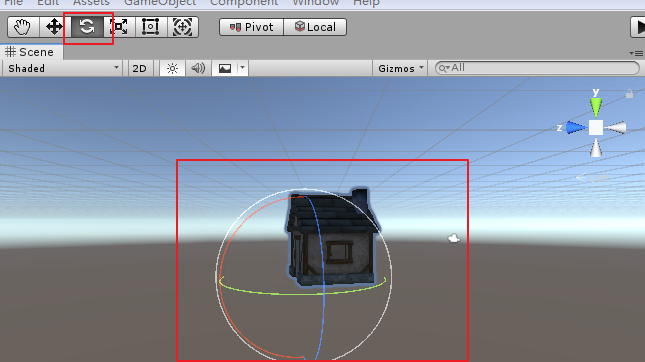 File Edit Assets GameObject Component Window Help
Pivot Local
Scene
Shaded 2D Gizmos All
y
z